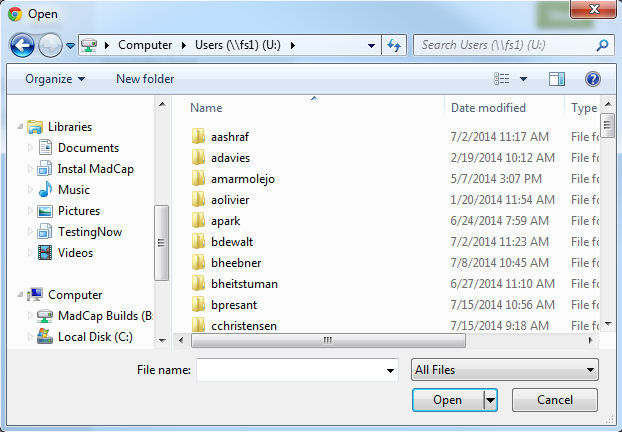 Open
Computer Users (\\fs1) (U:) Search Users (\\fs1) (U:)
Organize New folder
Name Date modified Type
Libraries
Documents
Instal MadCap
Music
Pictures
TestingNow
Videos
Computer
MadCap Builds (B:
Local Disk (C:)
aashraf 7/2/2014 11:17 AM File fo
adavies 2/19/2014 10:12 AM File fo
amarmolejo 5/7/2014 3:07 PM File fo
aolivier 1/20/2014 11:54 AM File fo
apark 6/24/2014 7:59 AM File fo
bdewalt 7/2/2014 11:23 AM File fo
bheebner 7/8/2014 10:45 AM File fo
bheitstuman 6/27/2014 11:10 AM File fo
bpresant 7/15/2014 10:56 AM File fo
cchristensen 7/15/2014 9:18 AM File fo
File name: All Files
Open Cancel